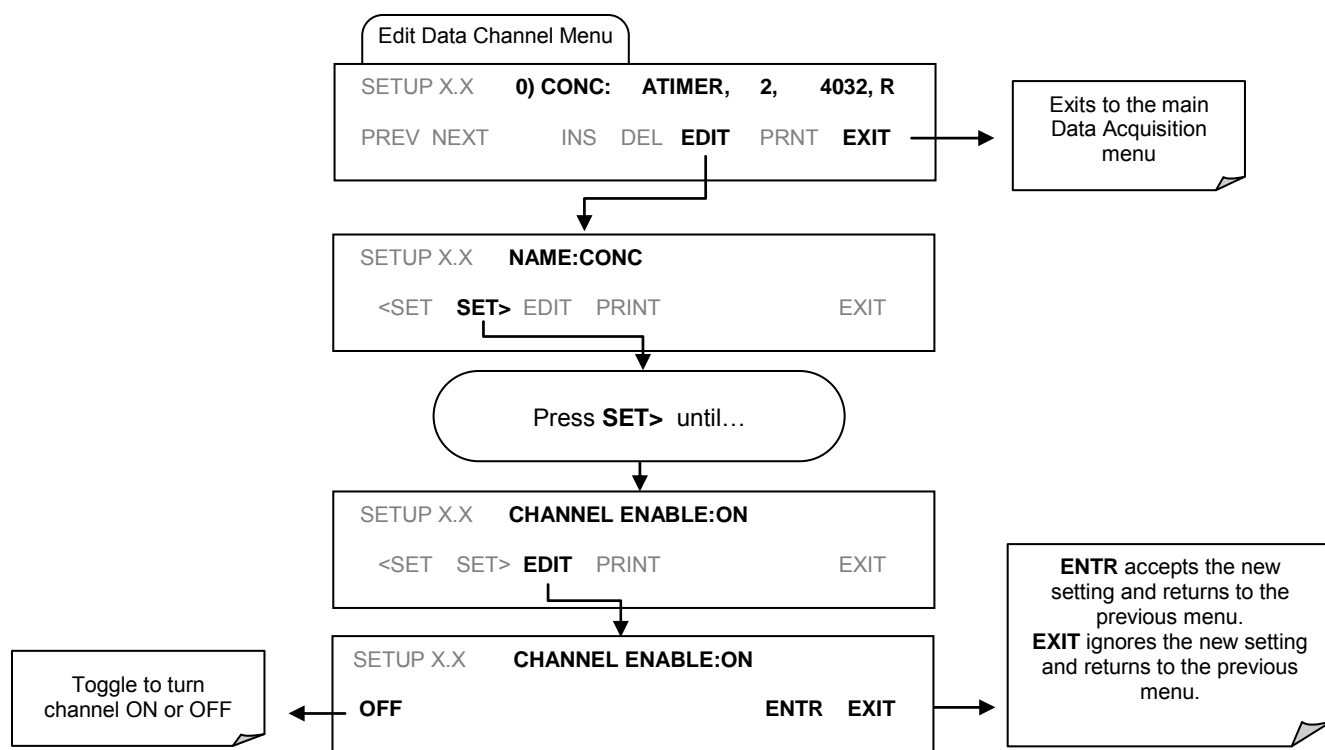 Edit Data Channel Menu
SETUP X.X 0) CONC: ATIMER, 2, 4032, R
PREV NEXT INS DEL EDIT PRNT EXIT
Exits to the main
Data Acquisition
menu
SETUP X.X NAME:CONC
<SET SET> EDIT PRINT EXIT
Press SET> until…
SETUP X.X CHANNEL ENABLE:ON
<SET SET> EDIT PRINT EXIT
SETUP X.X CHANNEL ENABLE:ON
OFF ENTR EXIT
Toggle to turn
channel ON or OFF
ENTR accepts the new
setting and returns to the
previous menu.
EXIT ignores the new setting
and returns to the previous
menu.